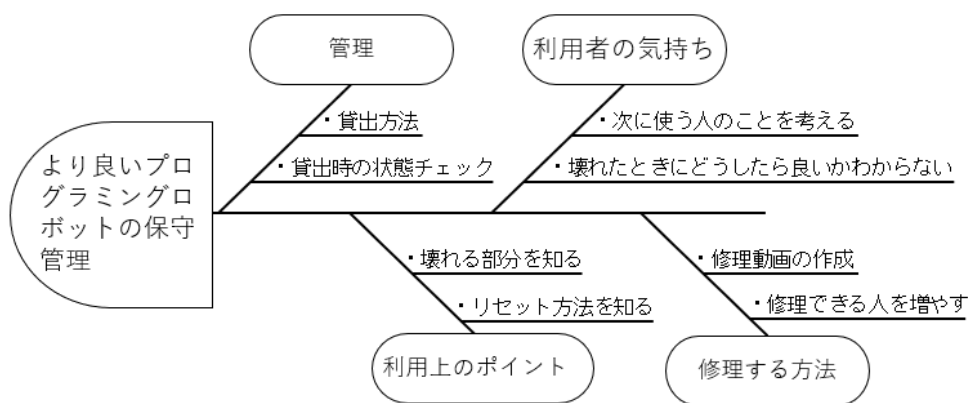 管理
利用者の気持ち
・貸出方法
・次に使う人のことを考える
・貸出時の状態チェック
・壊れたときにどうしたら良いかわからない
より良いプロ
グラミングロ
ボットの保守
管理
・壊れる部分を知る
・修理動画の作成
・リセット方法を知る
・修理できる人を増やす
利用上のポイント
修理する方法